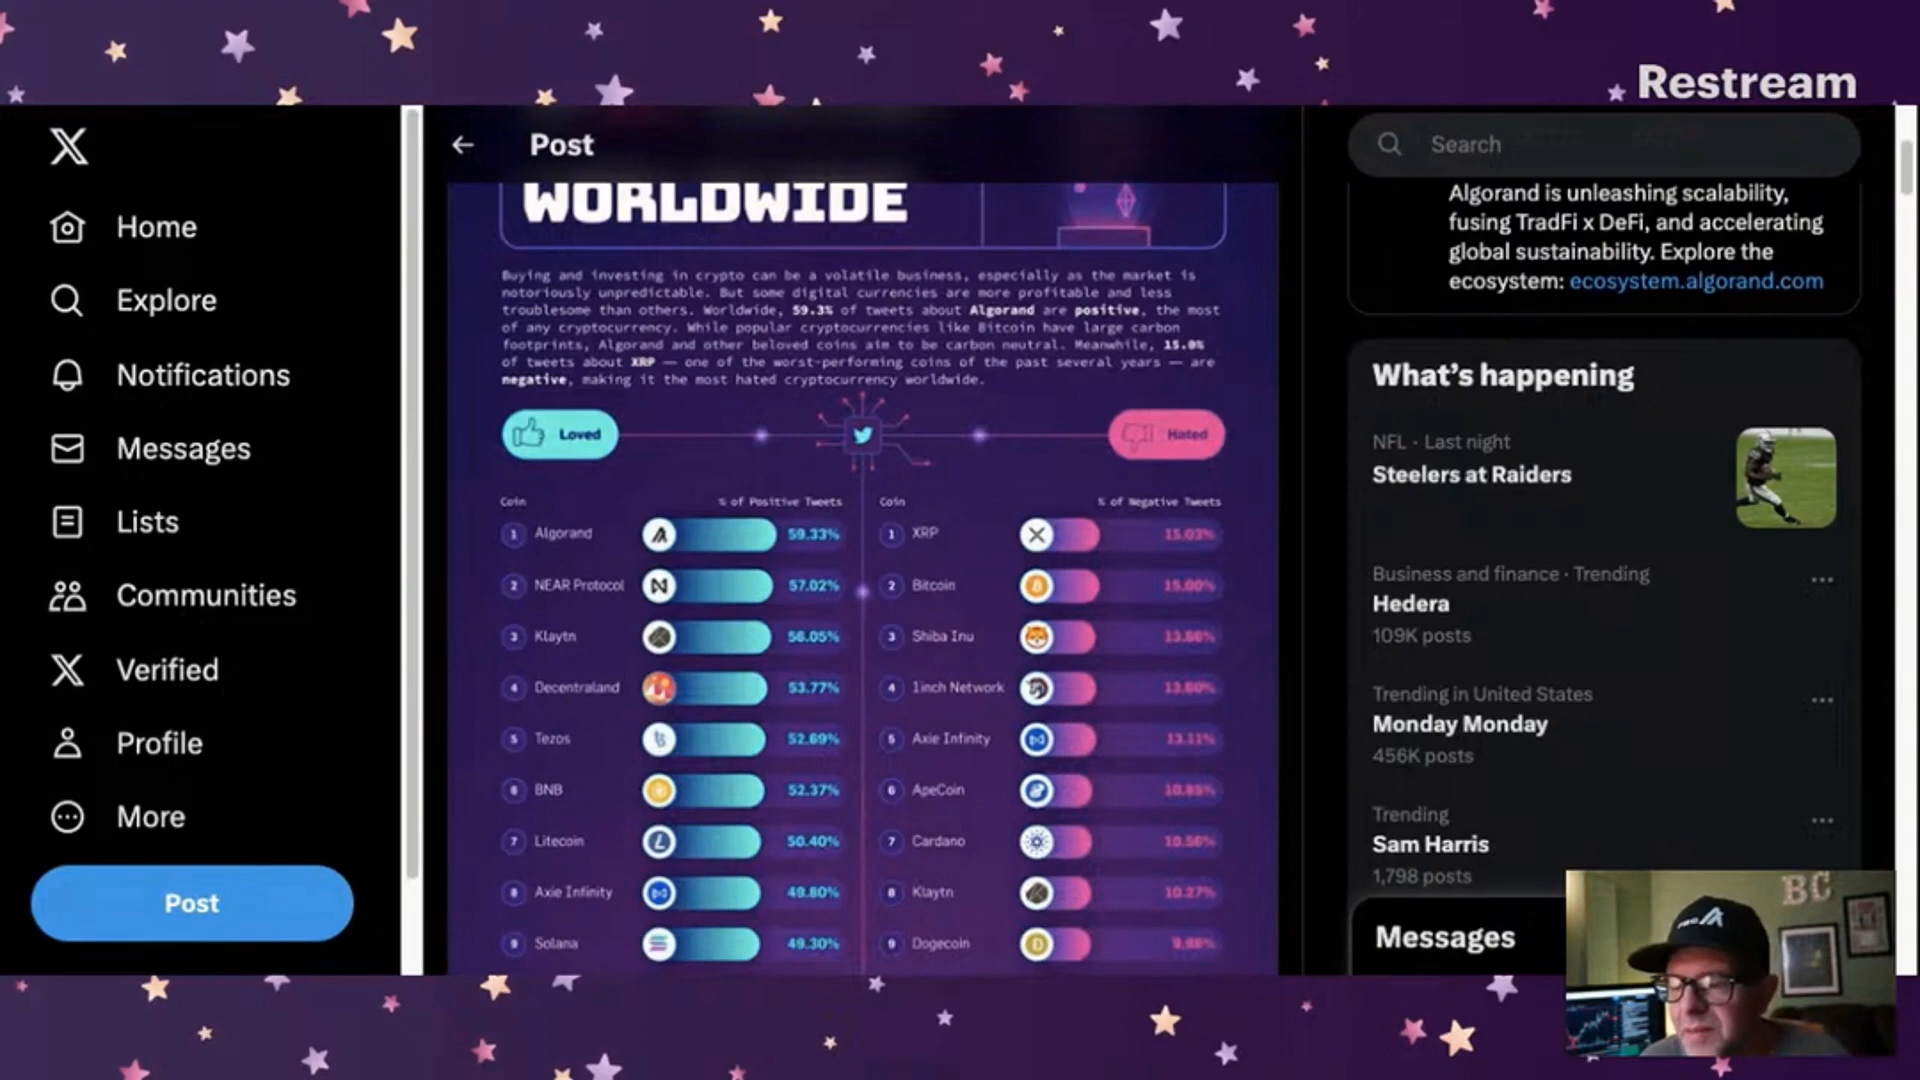 Restream
Home
Explore
Notifications
Messages
Lists
Communities
Verified
Profile
More
Post
Post
WORLDWIDE
Buying and investing in crypto can be a volatile business, especially as the market is
notoriously unpredictable. But some digital currencies are more profitable and less
troublesome than others. Worldwide, 59.3% of tweets about Algorand are positive, the most
of any cryptocurrency. While popular cryptocurrencies like Bitcoin have large carbon
footprints, Algorand and other beloved coins aim to be carbon neutral. Meanwhile, 15.0%
of tweets about XRP — one of the worst-performing coins of the past several years — are
negative, making it the most hated cryptocurrency worldwide.
Loved
Hated
Coin % of Positive Tweets
1 Algorand 59.33%
2 NEAR Protocol 57.02%
3 Klaytn 56.05%
4 Decentraland 53.77%
5 Tezos 52.69%
6 BNB 52.37%
7 Litecoin 50.40%
8 Axie Infinity 49.80%
9 Solana 49.30%
Coin % of Negative Tweets
1 XRP 15.03%
2 Bitcoin 15.00%
3 Shiba Inu
4 1inch Network
5 Axie Infinity 13.11%
6 ApeCoin
7 Cardano 10.56%
8 Klaytn 10.27%
9 Dogecoin
Search
Algorand is unleashing scalability,
fusing TradFi x DeFi, and accelerating
global sustainability. Explore the
ecosystem: ecosystem.algorand.com
What's happening
NFL · Last night
Steelers at Raiders
Business and finance · Trending
Hedera
109K posts
Trending in United States
Monday Monday
456K posts
Trending
Sam Harris
1,798 posts
Messages
BC